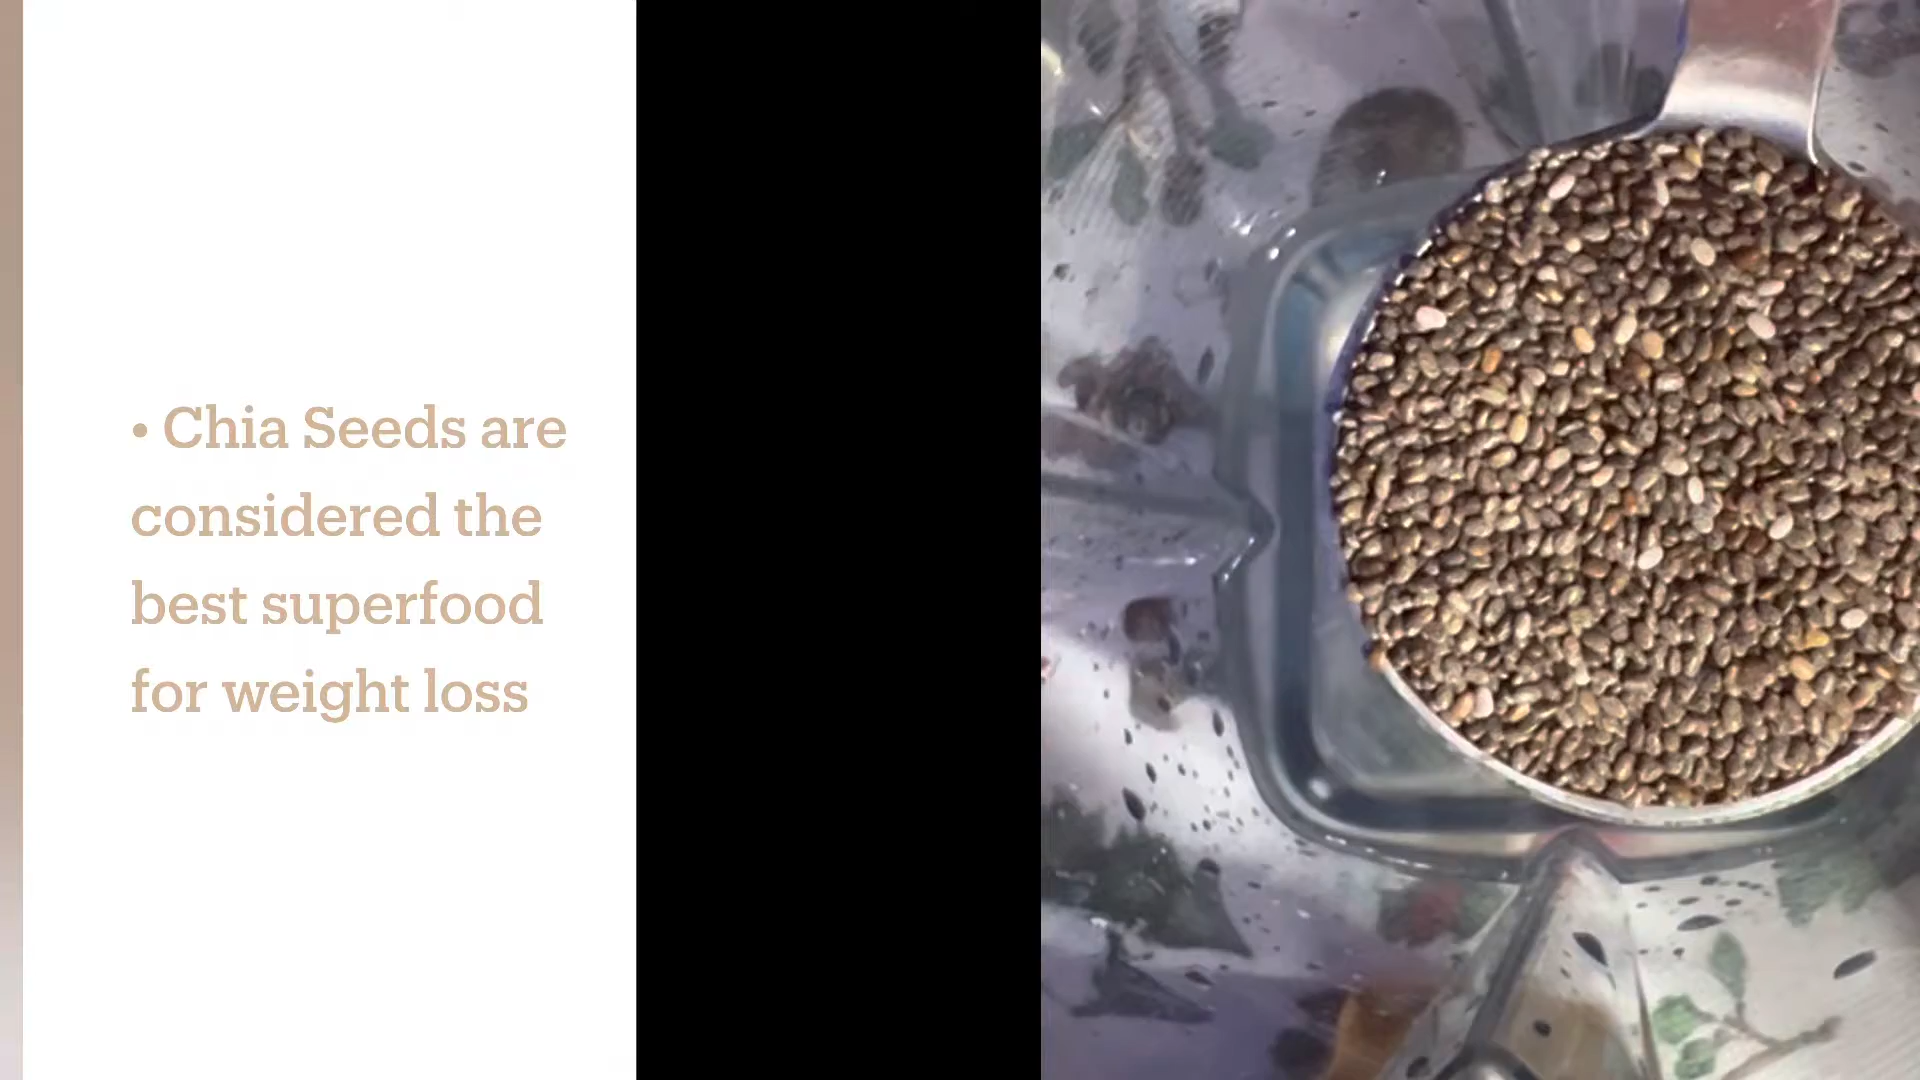 • Chia Seeds are
considered the
best superfood
for weight loss